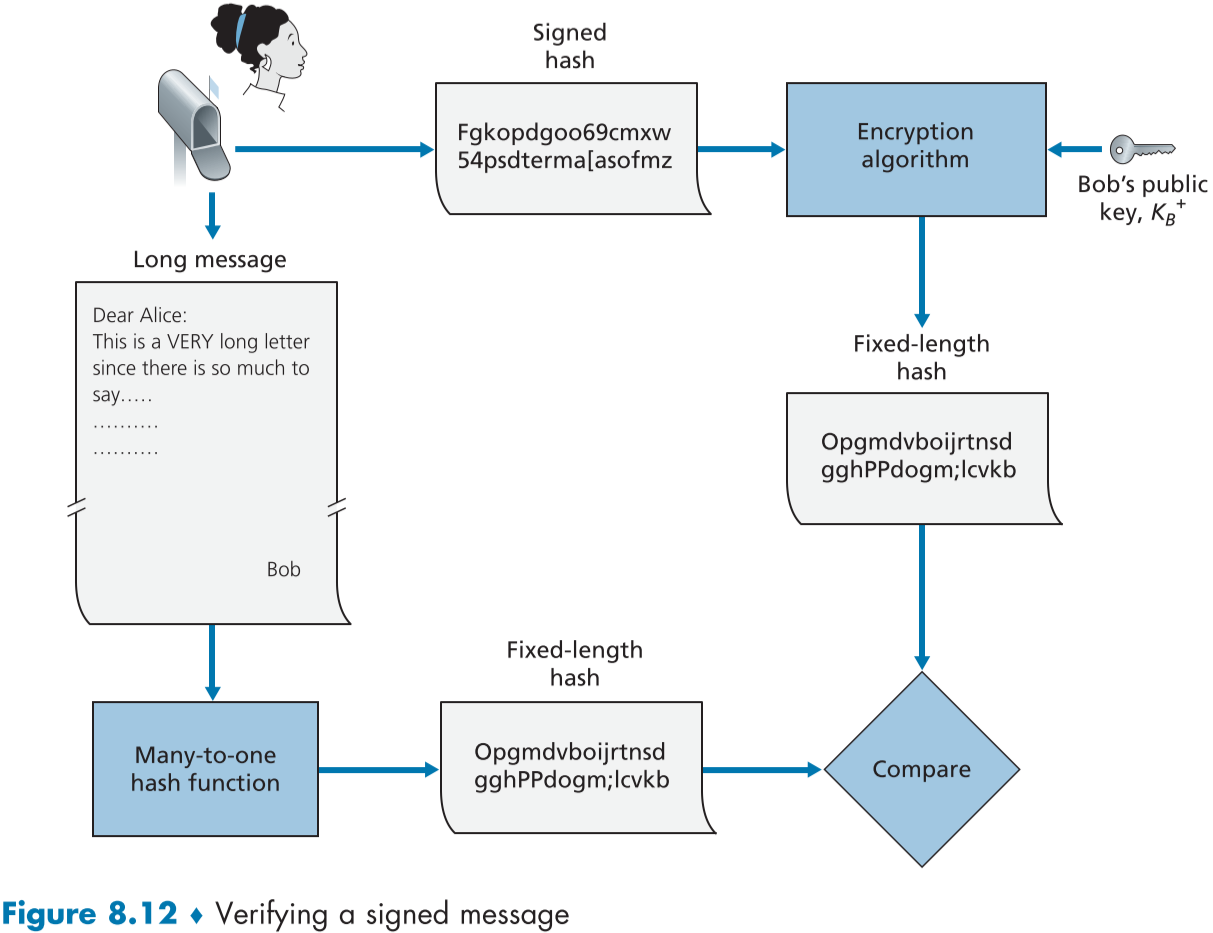 Signed
hash
Fgkopdgoo69cmxw
54psdterma[asofmz
Encryption
algorithm
Bob's public
key, K_B^+
Long message
Dear Alice:
This is a VERY long letter
since there is so much to
say.....
..........
..........
Bob
Fixed-length
hash
Opgmdvboijrtnsd
gghPPdogm;lcvkb
Many-to-one
hash function
Fixed-length
hash
Opgmdvboijrtnsd
gghPPdogm;lcvkb
Compare
Figure 8.12 ♦ Verifying a signed message